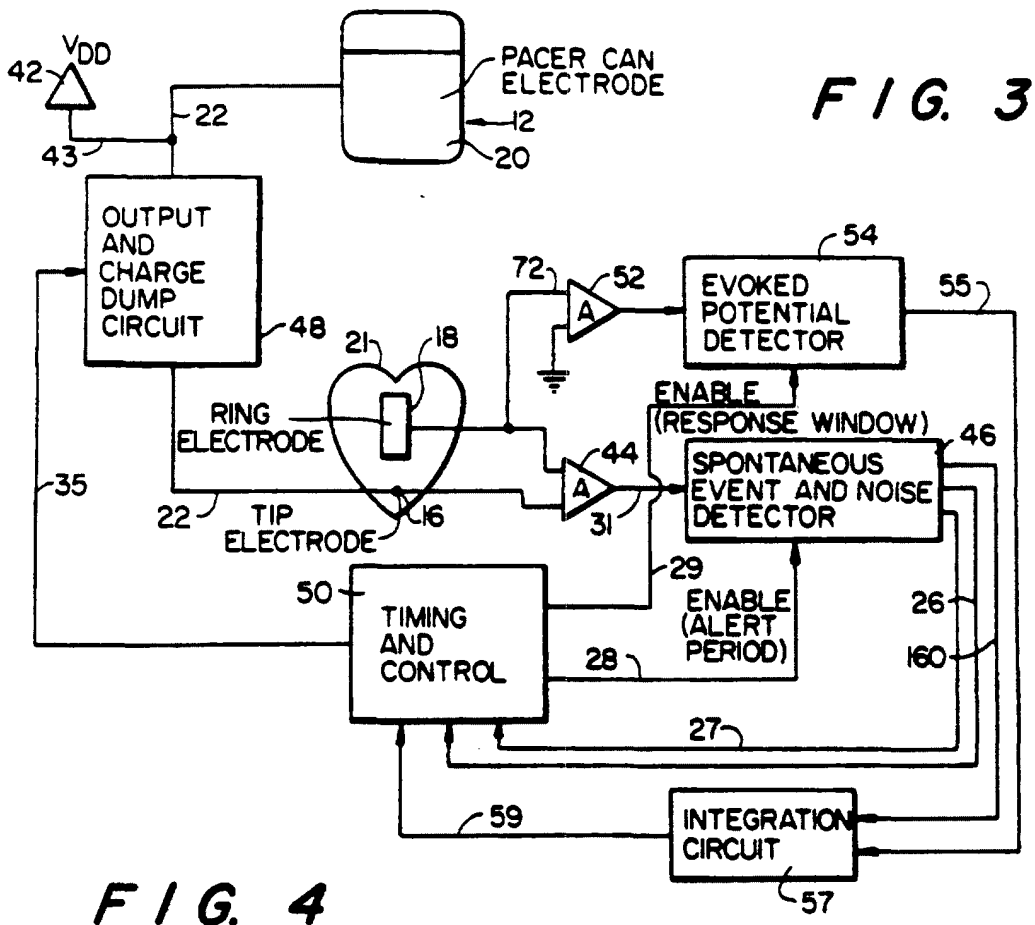 V_DD
42
22
43
PACER CAN
ELECTRODE
12
20
FIG. 3
OUTPUT
AND
CHARGE
DUMP
CIRCUIT
48
35
72
52
A
54
EVOKED
POTENTIAL
DETECTOR
55
21
18
RING
ELECTRODE
ENABLE
(RESPONSE WINDOW)
44
A
31
46
SPONTANEOUS
EVENT AND NOISE
DETECTOR
22
TIP
ELECTRODE
16
29
50
TIMING
AND
CONTROL
ENABLE
(ALERT
PERIOD)
28
26
160
27
59
INTEGRATION
CIRCUIT
57
FIG. 4